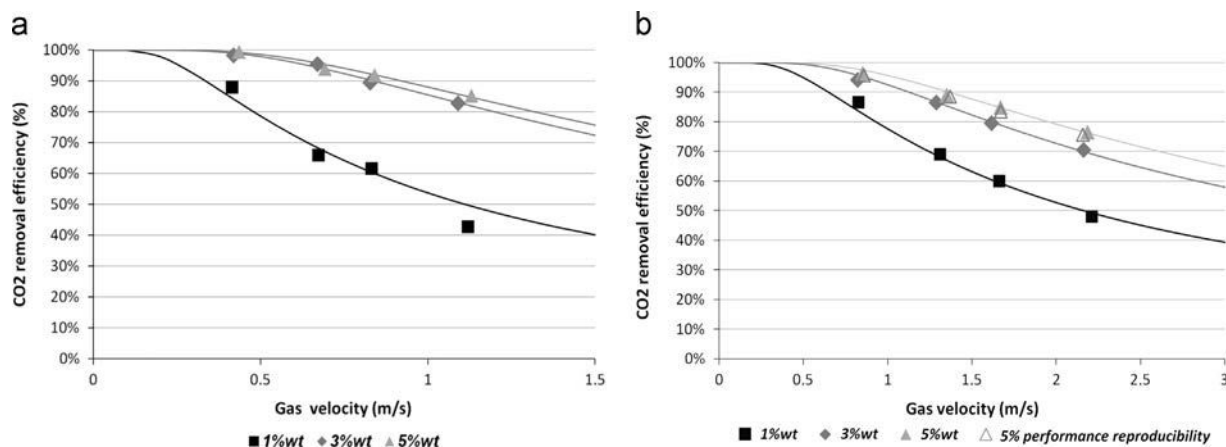 a
100%
90%
80%
70%
60%
50%
40%
30%
20%
10%
0%
CO2 removal efficiency (%)
0 0.5 1 1.5
Gas velocity (m/s)
1%wt 3%wt 5%wt
b
100%
90%
80%
70%
60%
50%
40%
30%
20%
10%
0%
CO2 removal efficiency (%)
0 0.5 1 1.5 2 2.5 3
Gas velocity (m/s)
1%wt 3%wt 5%wt 5% performance reproducibility